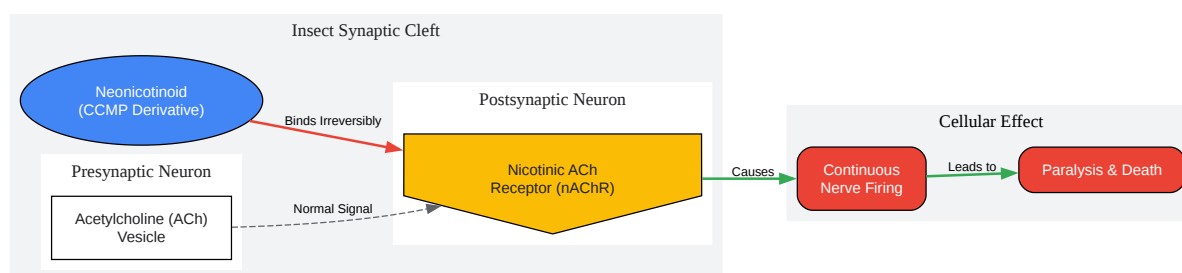 Insect Synaptic Cleft
Neonicotinoid
(CCMP Derivative)
Binds Irreversibly
Presynaptic Neuron
Acetylcholine (ACh)
Vesicle
Normal Signal
Postsynaptic Neuron
Nicotinic ACh
Receptor (nAChR)
Causes
Cellular Effect
Continuous
Nerve Firing
Leads to
Paralysis & Death